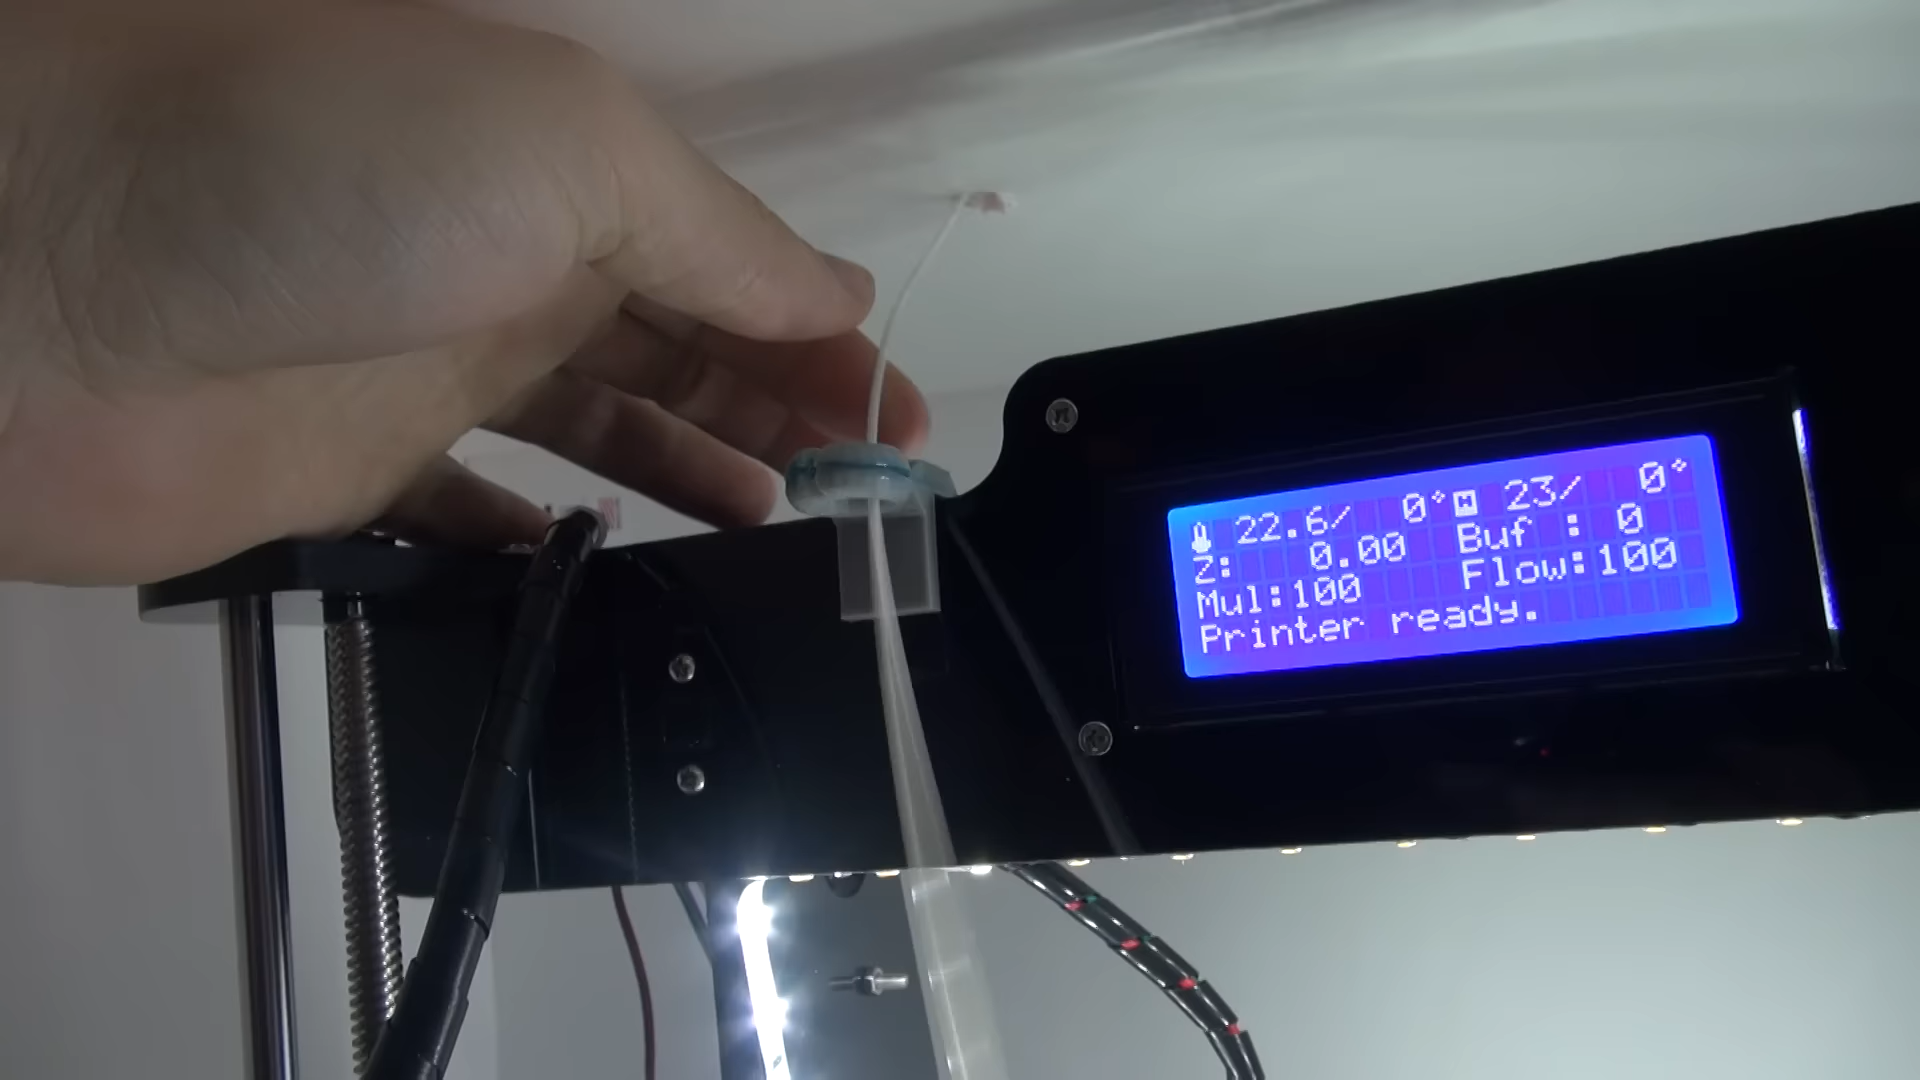 22.6/ 0° 23/ 0°
Z: 0.00 Buf : 0
Mul:100 Flow:100
Printer ready.